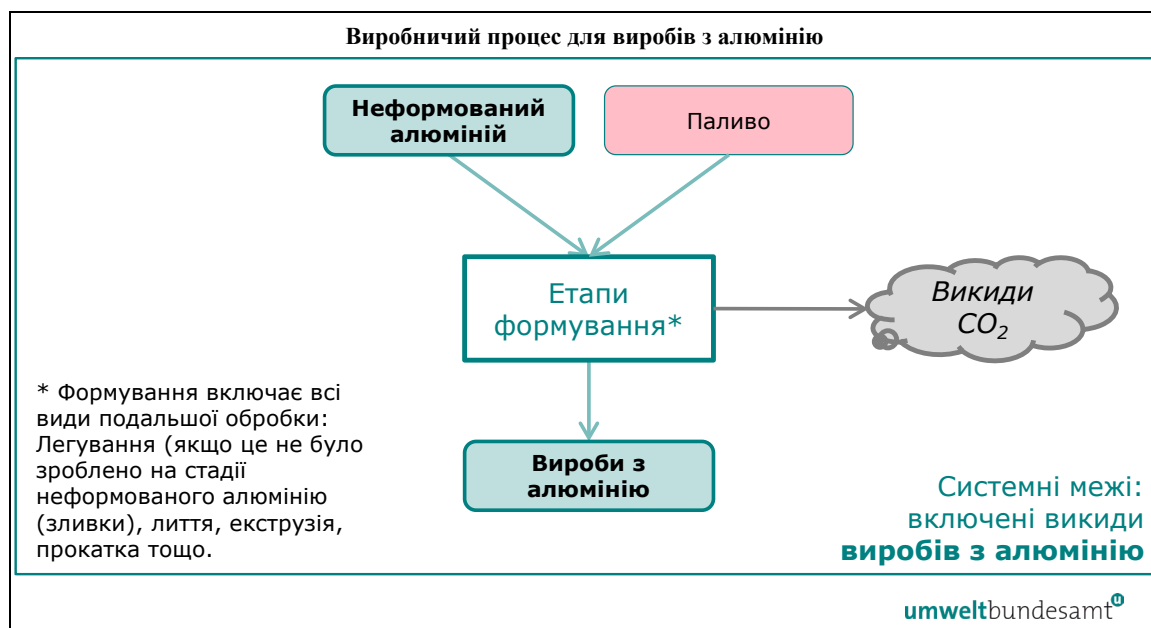 Виробничий процес для виробів з алюмінію
Неформований
алюміній
Паливо
Етапи
формування*
Викиди
CO2
* Формування включає всі
види подальшої обробки:
Легування (якщо це не було
зроблено на стадії
неформованого алюмінію
(зливки), лиття, екструзія,
прокатка тощо.
Вироби з
алюмінію
Системні межі:
включені викиди
виробів з алюмінію
umweltbundesamt
u